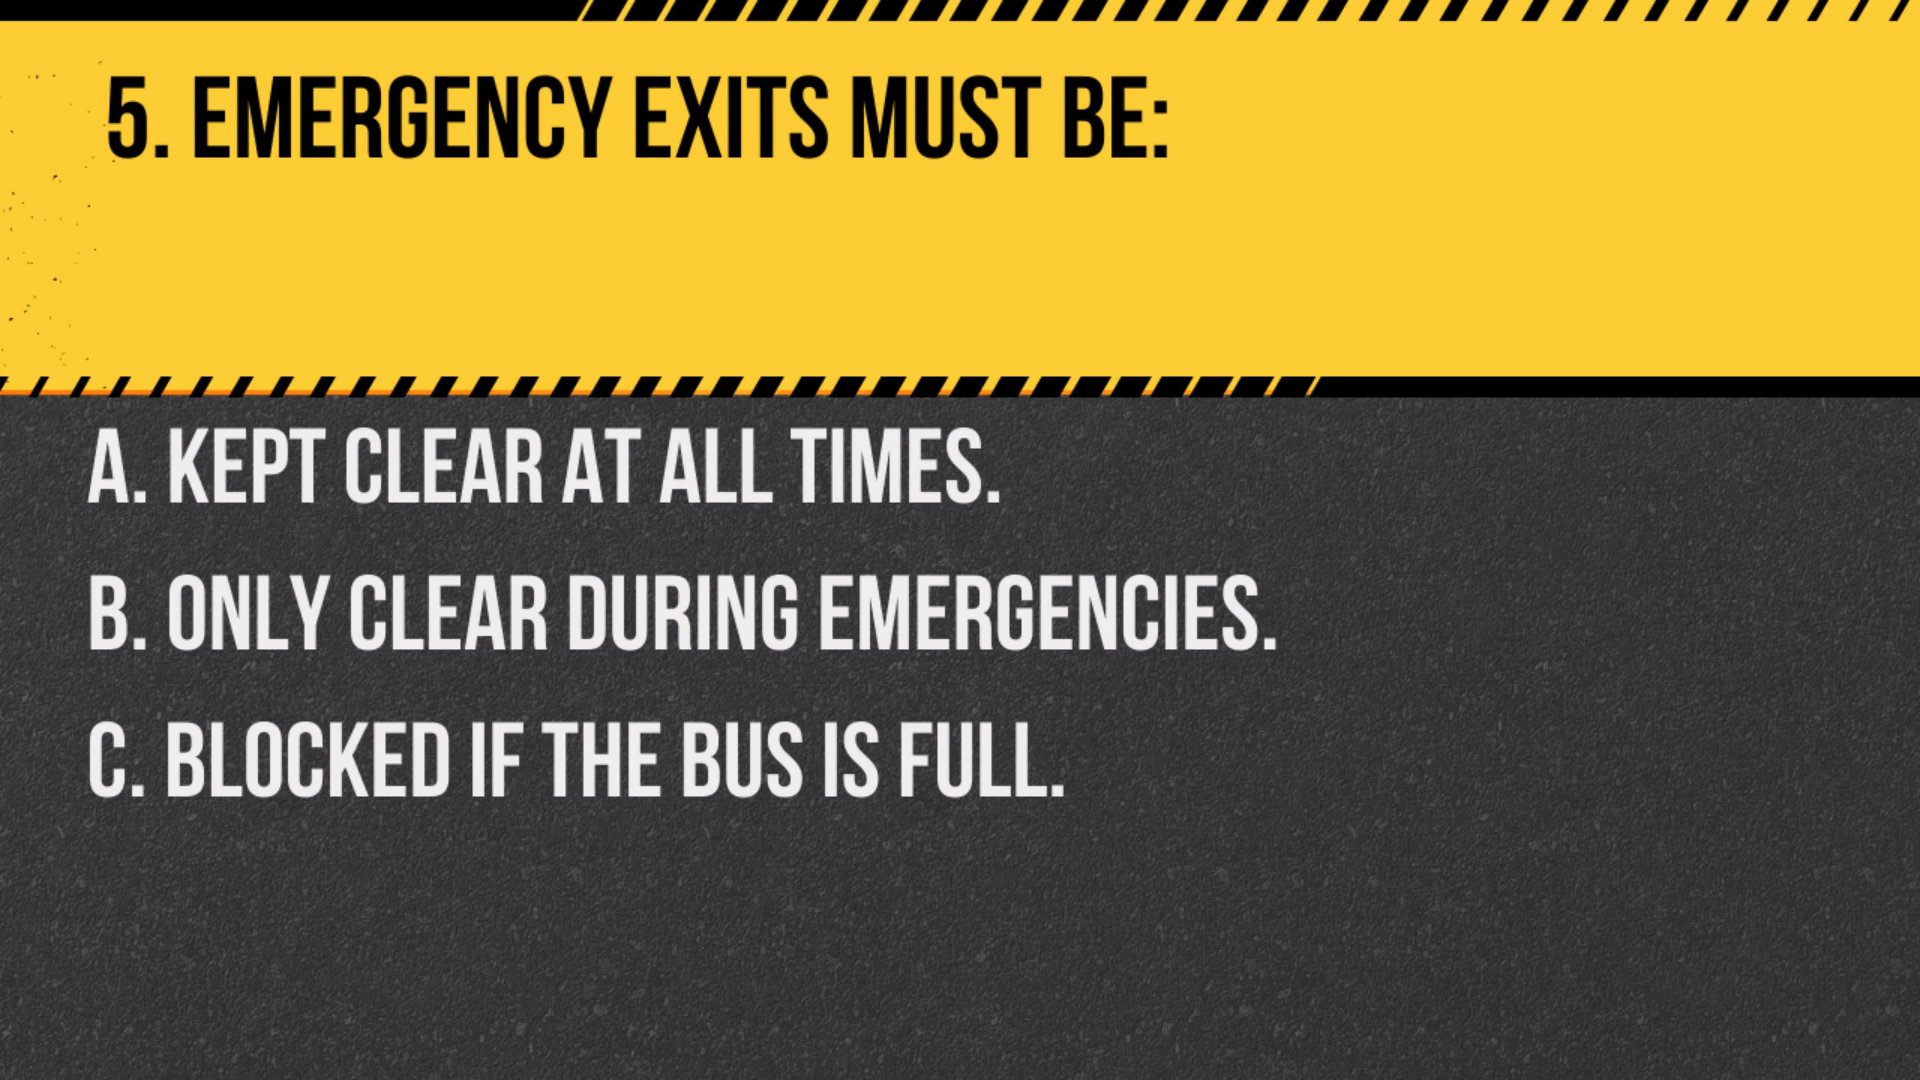 5. EMERGENCY EXITS MUST BE:
A. KEPT CLEAR AT ALL TIMES.
B. ONLY CLEAR DURING EMERGENCIES.
C. BLOCKED IF THE BUS IS FULL.